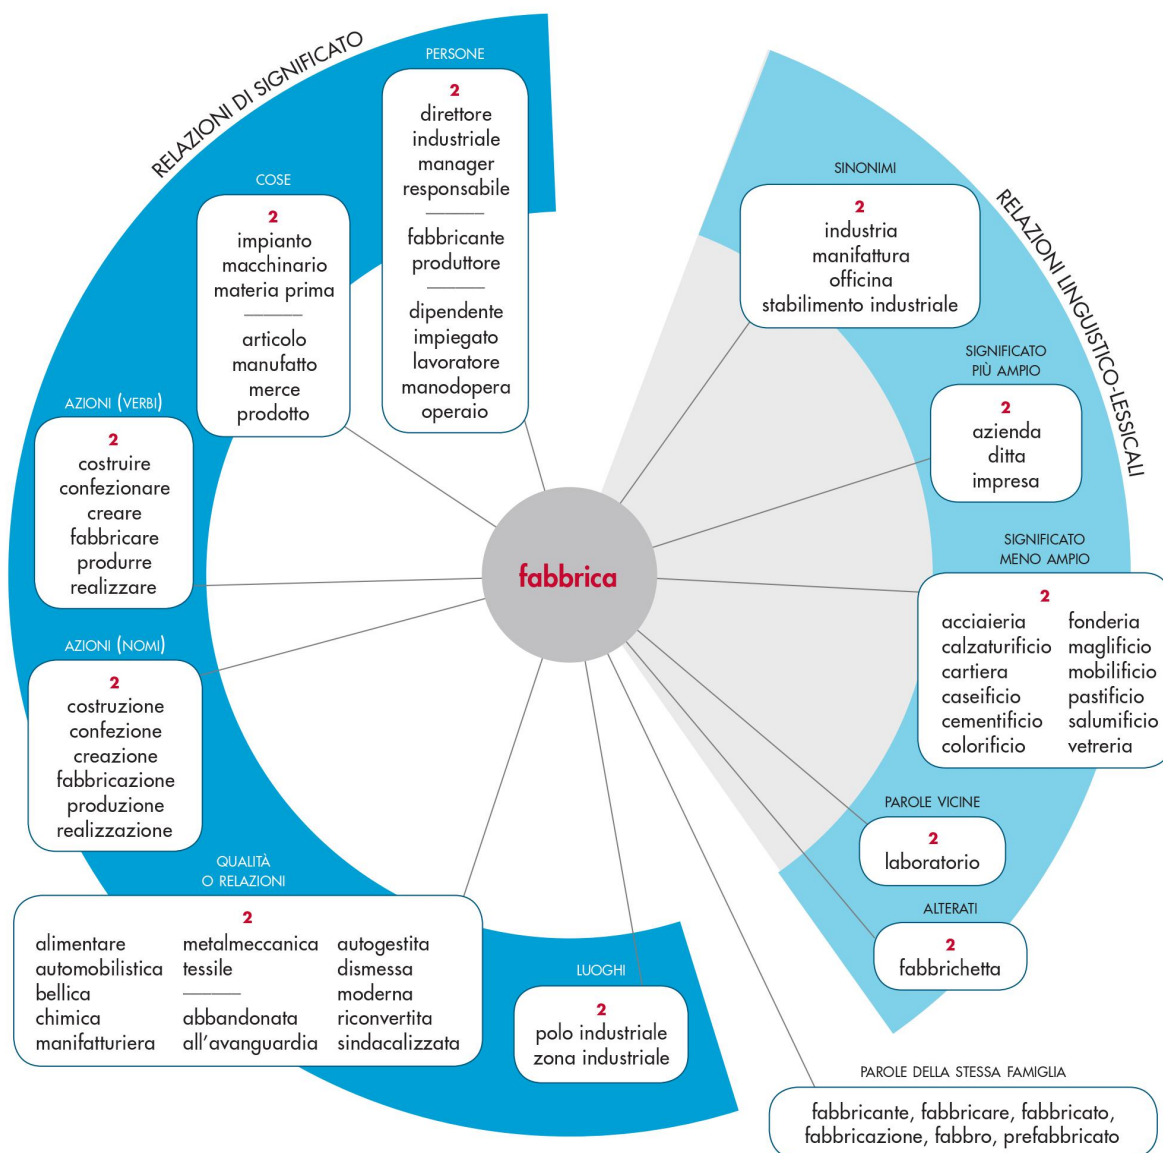 RELAZIONI DI SIGNIFICATO
PERSONE
2
direttore
industriale
manager
responsabile
fabbricante
produttore
dipendente
impiegato
lavoratore
manodopera
operaio
COSE
2
impianto
macchinario
materia prima
articolo
manufatto
merce
prodotto
AZIONI (VERBI)
2
costruire
confezionare
creare
fabbricare
produrre
realizzare
AZIONI (NOMI)
2
costruzione
confezione
creazione
fabbricazione
produzione
realizzazione
QUALITÀ
O RELAZIONI
2
alimentare
automobilistica
bellica
chimica
manifatturiera
metalmeccanica
tessile
abbandonata
all'avanguardia
autogestita
dismessa
moderna
riconvertita
sindacalizzata
LUOGHI
2
polo industriale
zona industriale
fabbrica
RELAZIONI LINGUISTICO-LESSICALI
SINONIMI
2
industria
manifattura
officina
stabilimento industriale
SIGNIFICATO
PIÙ AMPIO
2
azienda
ditta
impresa
SIGNIFICATO
MENO AMPIO
2
acciaieria
calzaturificio
cartiera
caseificio
cementificio
colorificio
fonderia
maglificio
mobilificio
pastificio
salumificio
vetreria
PAROLE VICINE
2
laboratorio
ALTERATI
2
fabbrichetta
PAROLE DELLA STESSA FAMIGLIA
fabbricante, fabbricare, fabbricato,
fabbricazione, fabbro, prefabbricato